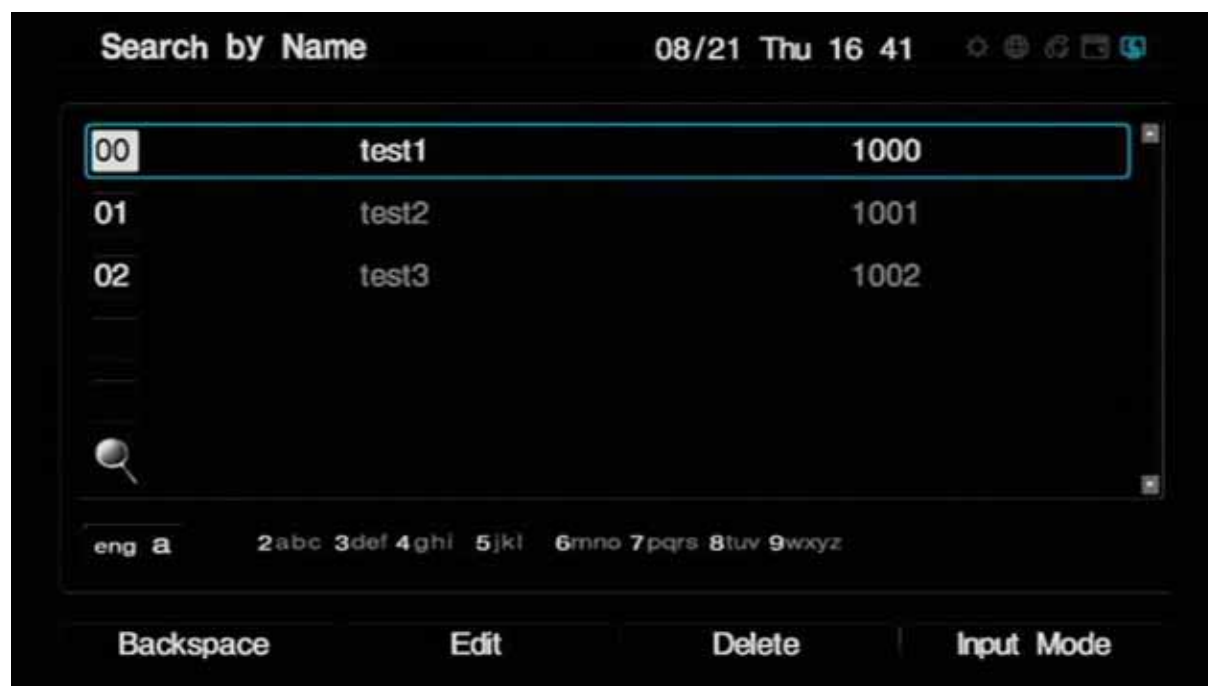 Search by Name 08/21 Thu 16 41
00 test1 1000
01 test2 1001
02 test3 1002
eng a 2abc 3def 4ghi 5jkl 6mno 7pqrs 8tuv 9wxyz
Backspace Edit Delete Input Mode